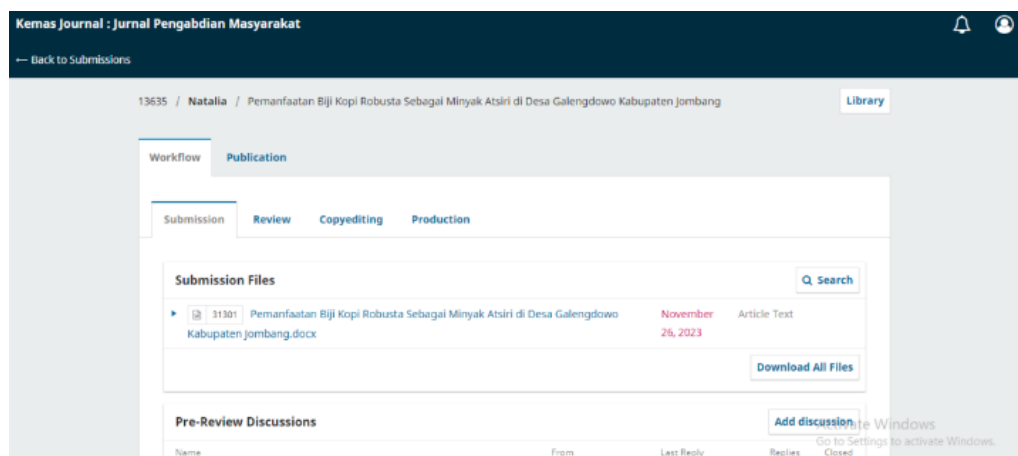 Kemas Journal : Jurnal Pengabdian Masyarakat
← Back to Submissions
13635 / Natalia / Pemanfaatan Biji Kopi Robusta Sebagai Minyak Atsiri di Desa Galengdowo Kabupaten Jombang
Library
Workflow Publication
Submission Review Copyediting Production
Submission Files
Search
31301 Pemanfaatan Biji Kopi Robusta Sebagai Minyak Atsiri di Desa Galengdowo
Kabupaten Jombang.docx
November
26, 2023
Article Text
Download All Files
Pre-Review Discussions
Add discussion
Activate Windows
Go to Settings to activate Windows.
Name From Last Reply Replies Closed